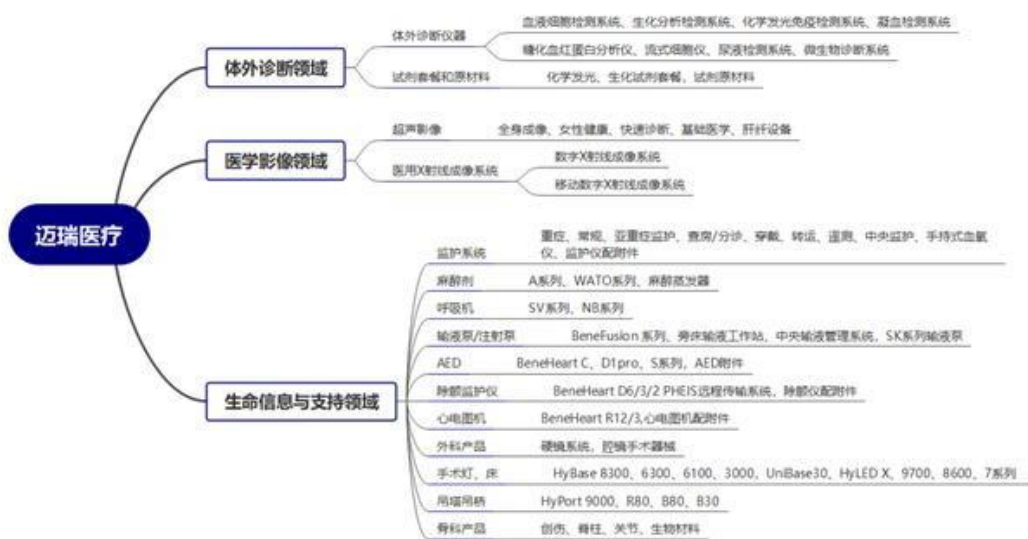 迈瑞医疗
体外诊断领域
体外诊断仪器
血液细胞检测系统、生化分析检测系统、化学发光免疫检测系统、凝血检测系统
糖化血红蛋白分析仪、流式细胞仪、尿液检测系统、微生物诊断系统
试剂套餐和原材料
化学发光、生化试剂套餐，试剂原材料
医学影像领域
超声影像
全身成像、女性健康、快速诊断、基础医学、肝纤设备
医用X射线成像系统
数字X射线成像系统
移动数字X射线成像系统
生命信息与支持领域
监护系统
重症、常规、亚重症监护、查房/分诊、穿戴、转运、遥测、中央监护、手持式血氧
仪、监护仪配附件
麻醉剂
A系列、WATO系列、麻醉蒸发器
呼吸机
SV系列、NB系列
输液泵/注射泵
BeneFusion 系列、旁床输液工作站、中央输液管理系统，SK系列输液泵
AED
BeneHeart C、D1pro、S系列，AED附件
除颤监护仪
BeneHeart D6/3/2 PHEIS远程传输系统，除颤仪配附件
心电图机
BeneHeart R12/3,心电图机配附件
外科产品
硬镜系统，腔镜手术器械
手术灯、床
HyBase 8300、6300、6100、3000，UniBase30、HyLED X、9700、8600、7系列
吊塔吊桥
HyPort 9000、R80、B80、B30
骨科产品
创伤、脊柱、关节、生物材料